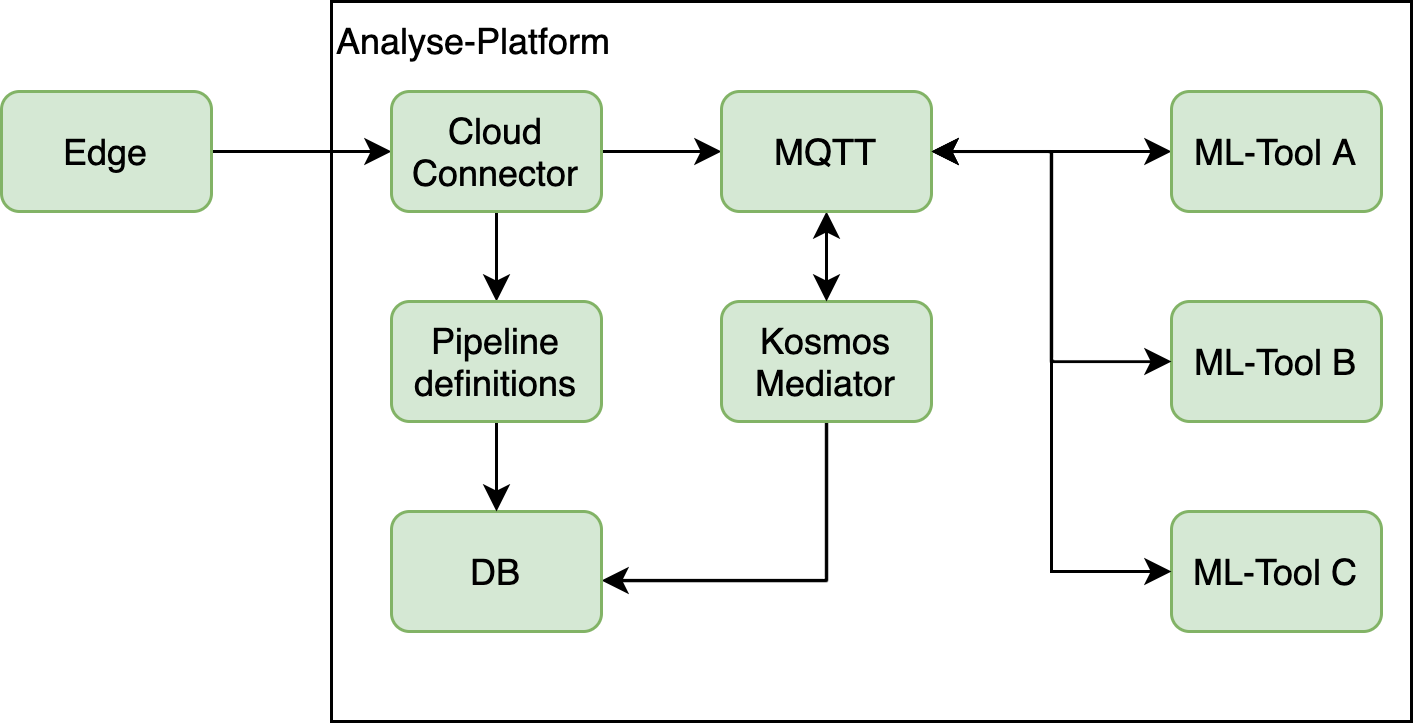 Analyse-Platform
Edge
Cloud
Connector
MQTT
ML-Tool A
Pipeline
definitions
Kosmos
Mediator
ML-Tool B
DB
ML-Tool C